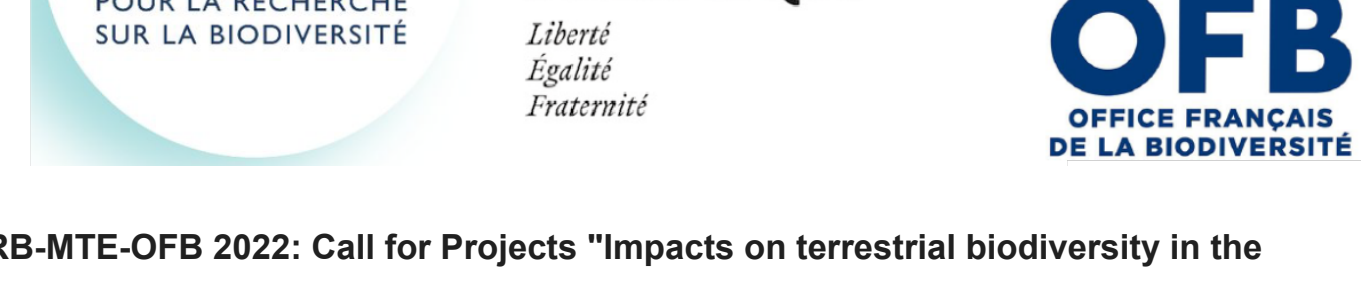 POUR LA RECHERCHE
SUR LA BIODIVERSITÉ
Liberté
Égalité
Fraternité
OFB
OFFICE FRANÇAIS
DE LA BIODIVERSITÉ
RB-MTE-OFB 2022: Call for Projects "Impacts on terrestrial biodiversity in the